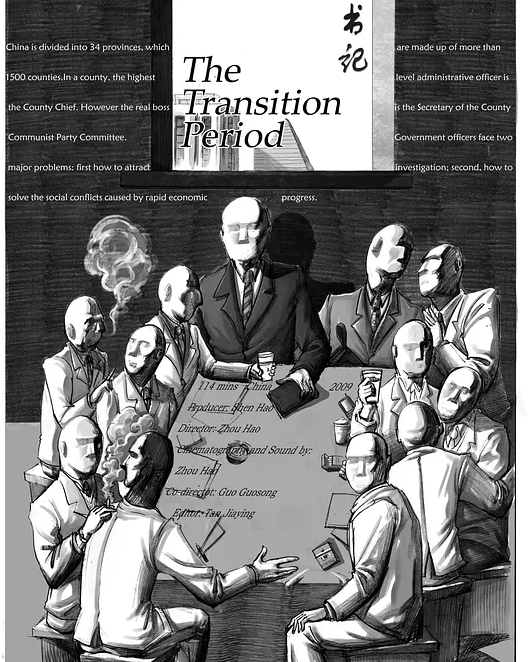 书记
The
Transition
Period
China is divided into 34 provinces, which are made up of more than
1500 counties.In a county, the highest level administrative officer is
the County Chief. However the real boss is the Secretary of the County
Communist Party Committee. Government officers face two
major problems: first how to attract investigation; second, how to
solve the social conflicts caused by rapid economic progress.
114 mins China 2009
Producer: Shen Hao
Director: Zhou Hao
Cinematography and Sound by:
Zhou Hao
Co-director: Guo Guosong
Editor: Tan Jiaying